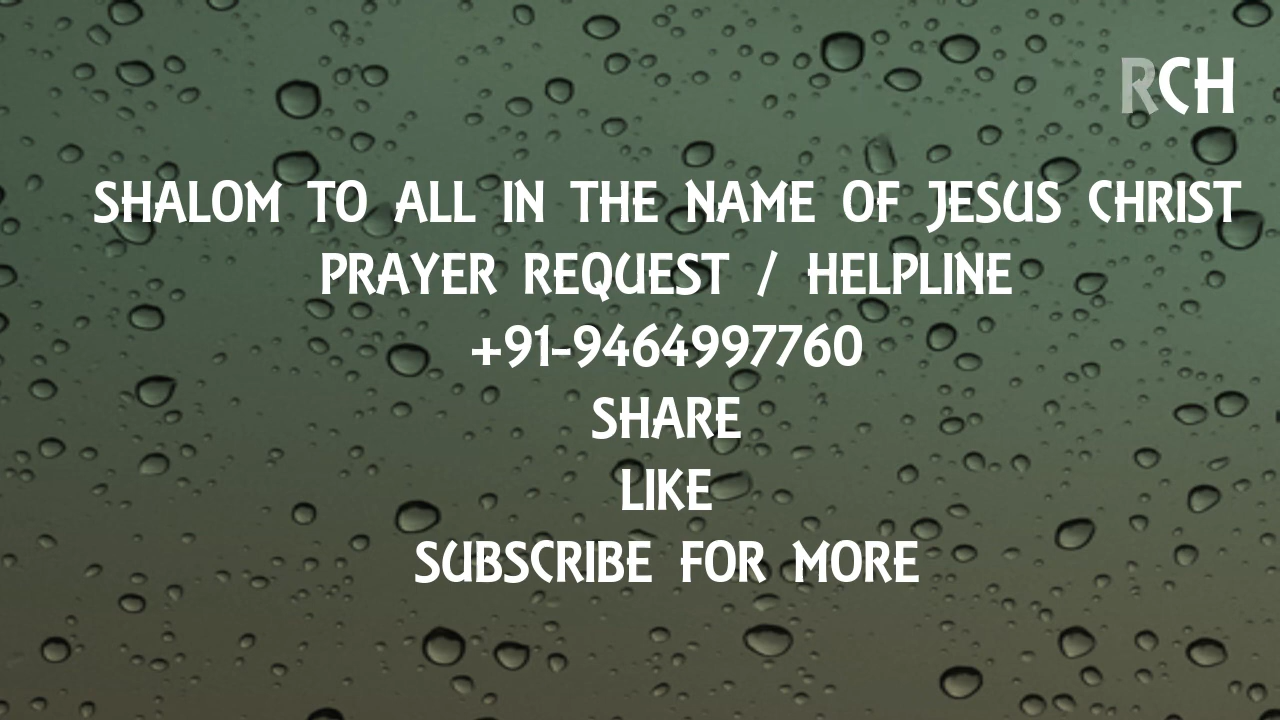 RCH
SHALOM TO ALL IN THE NAME OF JESUS CHRIST
PRAYER REQUEST / HELPLINE
+91-9464997760
SHARE
LIKE
SUBSCRIBE FOR MORE